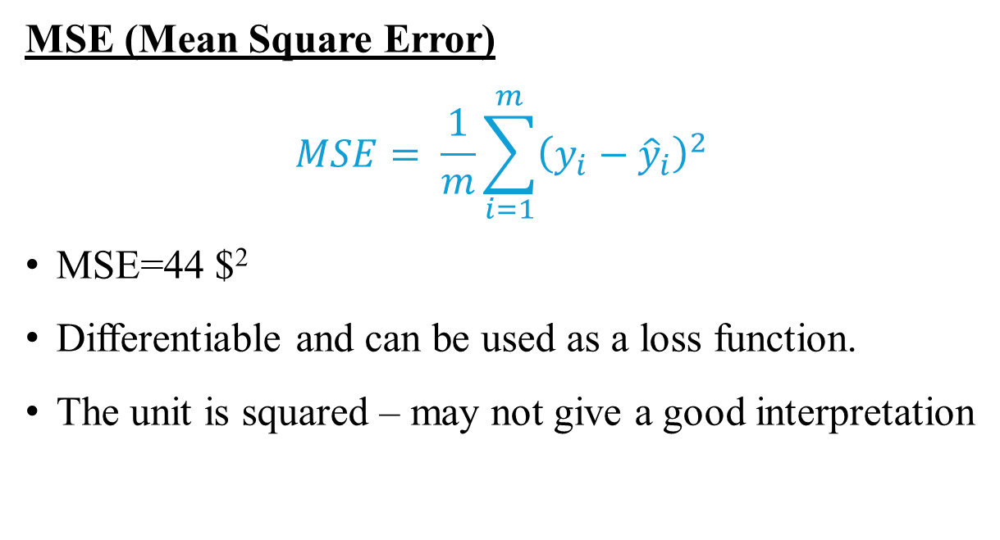 MSE (Mean Square Error)
𝑀𝑆𝐸 = \frac{1}{m} \sum_{i=1}^{m} (y_i − \hat{y}_i)^2
• MSE=44 $²
• Differentiable and can be used as a loss function.
• The unit is squared – may not give a good interpretation